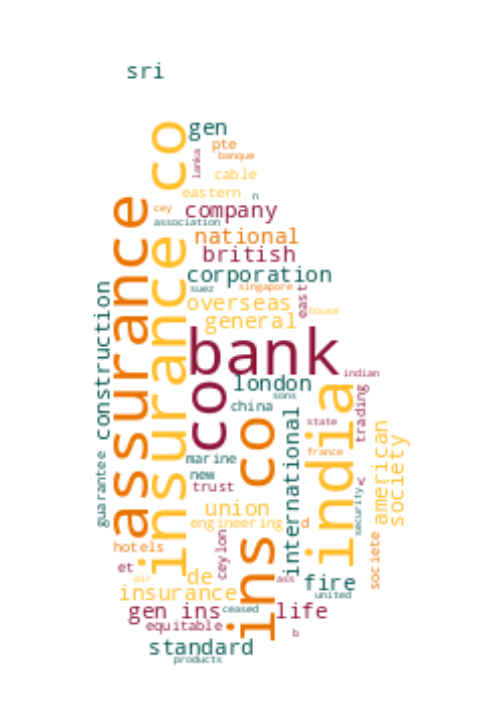 sri
gen
pte
banque
lanka
cable
eastern
n
insurance co
assurance
cey
company
association
national
british
corporation
suez
singapore
east
overseas
house
general
construction
bank
indian
london
co
sons
china
india
trading
international
ins co
state
american
society
france
marine
new
trust
guarantee
v
security
union
engineering
d
ceylon
hotels
et
air
de
ass
fire
societe
insurance
united
gen ins
ceased
life
equitable
b
standard
products